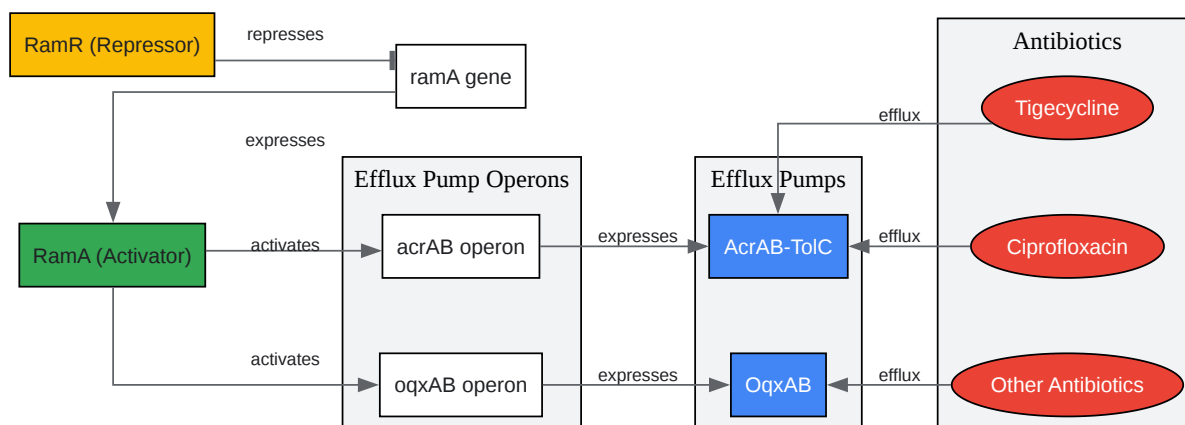 RamR (Repressor)
represses
ramA gene
expresses
RamA (Activator)
activates
activates
Efflux Pump Operons
acrAB operon
oqxAB operon
expresses
expresses
Efflux Pumps
AcrAB-TolC
OqxAB
efflux
efflux
efflux
Antibiotics
Tigecycline
Ciprofloxacin
Other Antibiotics